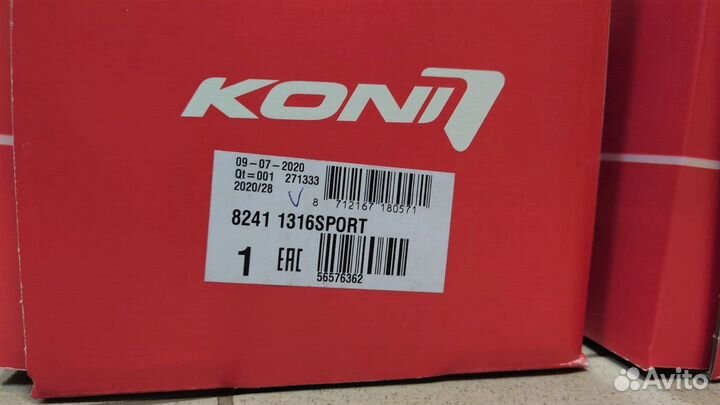 KONI
09-07-2020
Qt=001 271333
2020/28
V
8 712167 180571
8241 1316SPORT
1 EAC
56576362
Avito